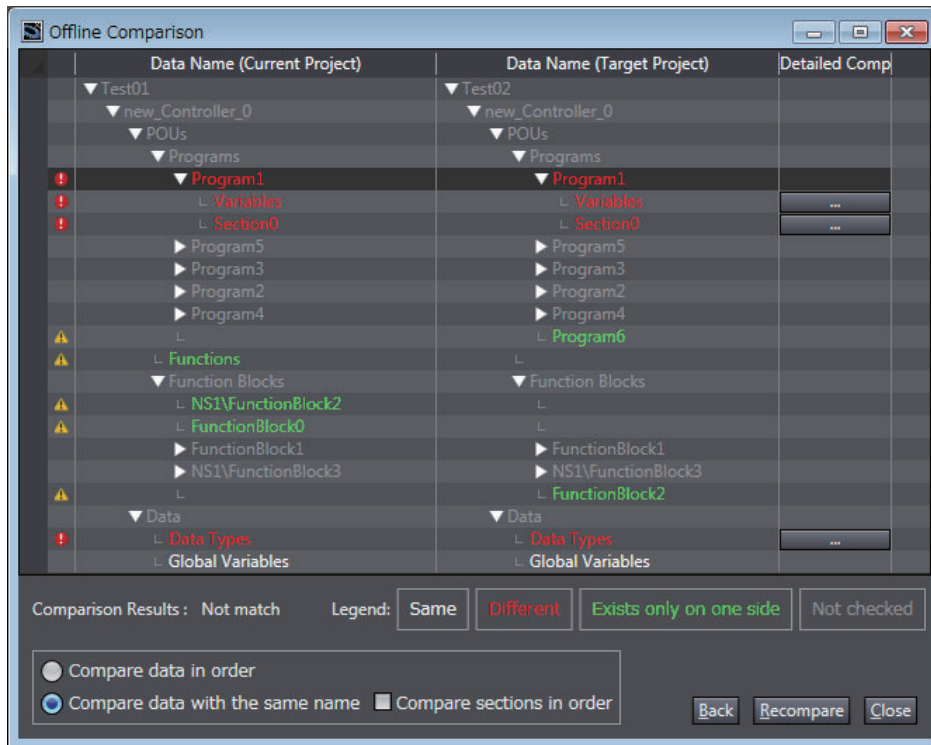 Offline Comparison
Data Name (Current Project) Data Name (Target Project) Detailed Comp
Test01 Test02
new_Controller_0 new_Controller_0
POUs POUs
Programs Programs
Program1 Program1
Variables Variables ...
Section0 Section0 ...
Program5 Program5
Program3 Program3
Program2 Program2
Program4 Program4
Program6
Functions
Function Blocks Function Blocks
NS1\FunctionBlock2
FunctionBlock0
FunctionBlock1 FunctionBlock1
NS1\FunctionBlock3 NS1\FunctionBlock3
FunctionBlock2
Data Data
Data Types Data Types ...
Global Variables Global Variables
Comparison Results : Not match Legend: Same Different Exists only on one side Not checked
Compare data in order
Compare data with the same name Compare sections in order Back Recompare Close